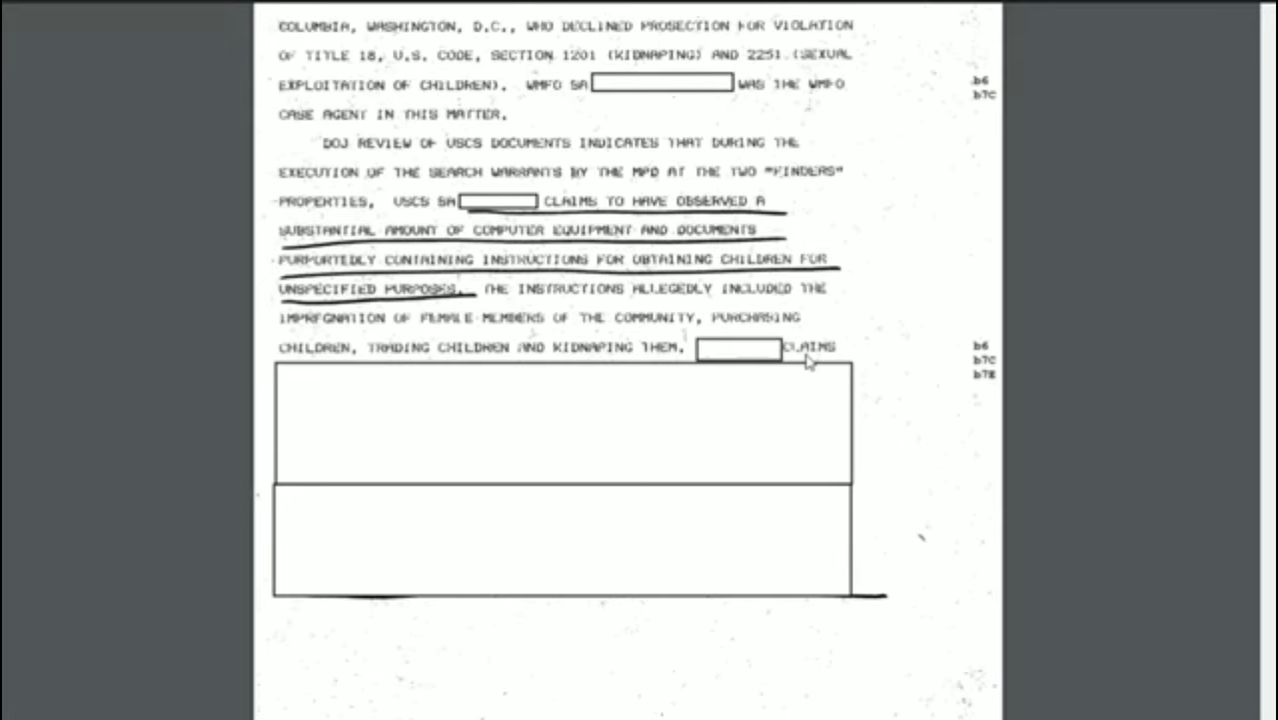 COLUMBIA, WASHINGTON, D.C., WHO DECLINED PROSECTION FOR VIOLATION
OF TITLE 18, U.S. CODE, SECTION 1201 (KIDNAPING) AND 2251 (SEXUAL
EXPLOITATION OF CHILDREN). WMFO SA WAS THE WMFO
b6
b7C
CASE AGENT IN THIS MATTER.
DOJ REVIEW OF USCS DOCUMENTS INDICATES THAT DURING THE
EXECUTION OF THE SEARCH WARRANTS BY THE MPD AT THE TWO "FINDERS"
PROPERTIES, USCS SA CLAIMS TO HAVE OBSERVED A
SUBSTANTIAL AMOUNT OF COMPUTER EQUIPMENT AND DOCUMENTS
PURPORTEDLY CONTAINING INSTRUCTIONS FOR OBTAINING CHILDREN FOR
UNSPECIFIED PURPOSES. THE INSTRUCTIONS ALLEGEDLY INCLUDED THE
IMPREGNATION OF FEMALE MEMBERS OF THE COMMUNITY, PURCHASING
CHILDREN, TRADING CHILDREN AND KIDNAPING THEM. CLAIMS
b6
b7C
b7E